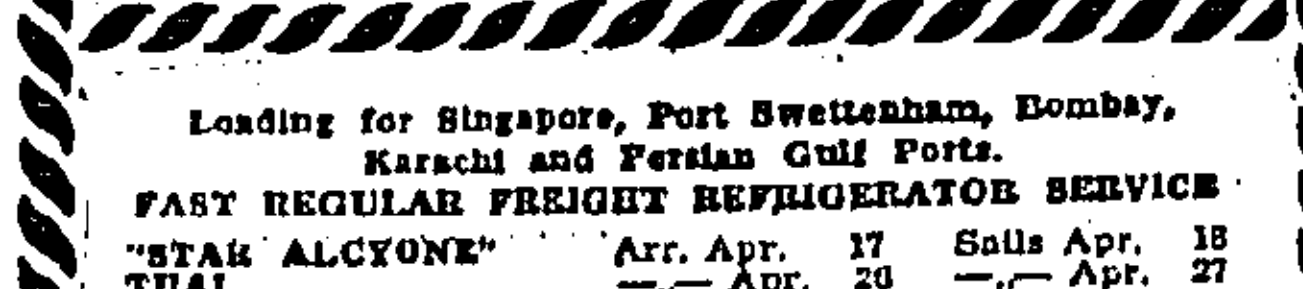 Loading for Singapore, Port Swettenham, Bombay,
Karachi and Persian Gulf Ports.
FAST REGULAR FREIGHT REFRIGERATOR SERVICE
"STAR ALCYONE" Arr. Apr. 17 Sails Apr. 18
—„— Apr. 26 —„— Apr. 27